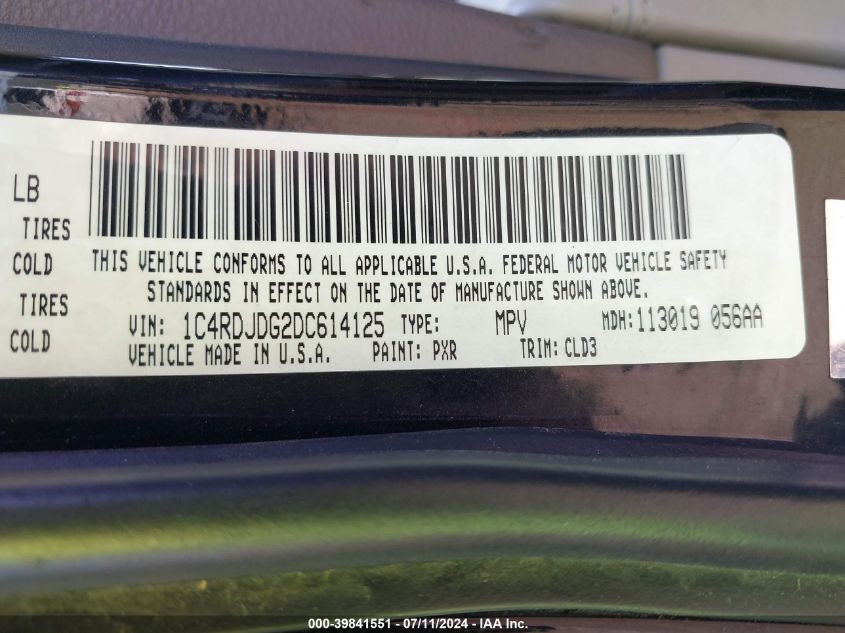 LB
TIRES
COLD
TIRES
COLD
THIS VEHICLE CONFORMS TO ALL APPLICABLE U.S.A. FEDERAL MOTOR VEHICLE SAFETY
STANDARDS IN EFFECT ON THE DATE OF MANUFACTURE SHOWN ABOVE.
VIN: 1C4RDJDG2DC614125 TYPE: MPV MDH:113019 056AA
VEHICLE MADE IN U.S.A. PAINT: PXR TRIM: CLD3
000-39841551 - 07/11/2024 - IAA Inc.